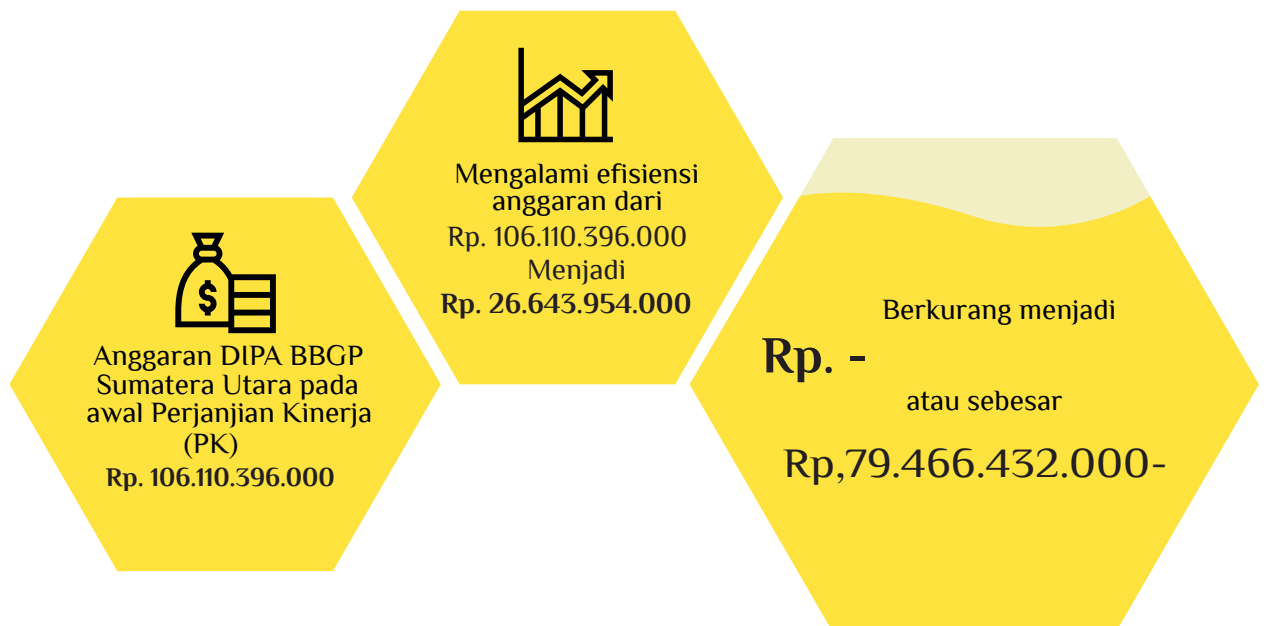 Anggaran DIPA BBGP
Sumatera Utara pada
awal Perjanjian Kinerja
(PK)
Rp. 106.110.396.000
Mengalami efisiensi
anggaran dari
Rp. 106.110.396.000
Menjadi
Rp. 26.643.954.000
Berkurang menjadi
Rp. -
atau sebesar
Rp,79.466.432.000-